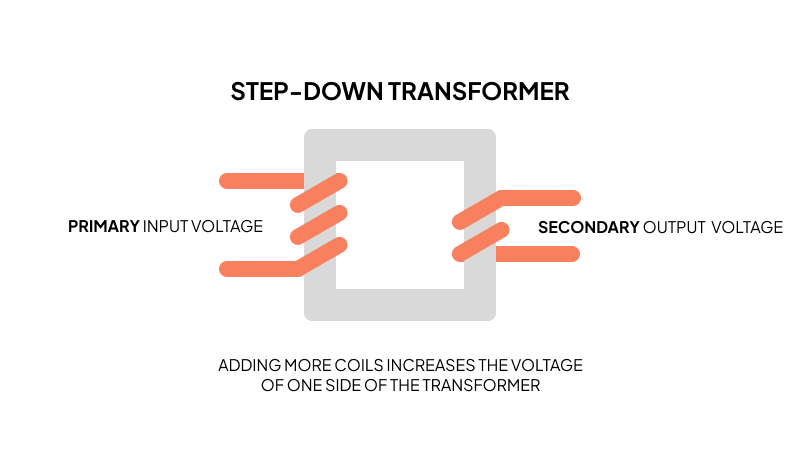 STEP-DOWN TRANSFORMER
PRIMARY INPUT VOLTAGE
SECONDARY OUTPUT VOLTAGE
ADDING MORE COILS INCREASES THE VOLTAGE
OF ONE SIDE OF THE TRANSFORMER